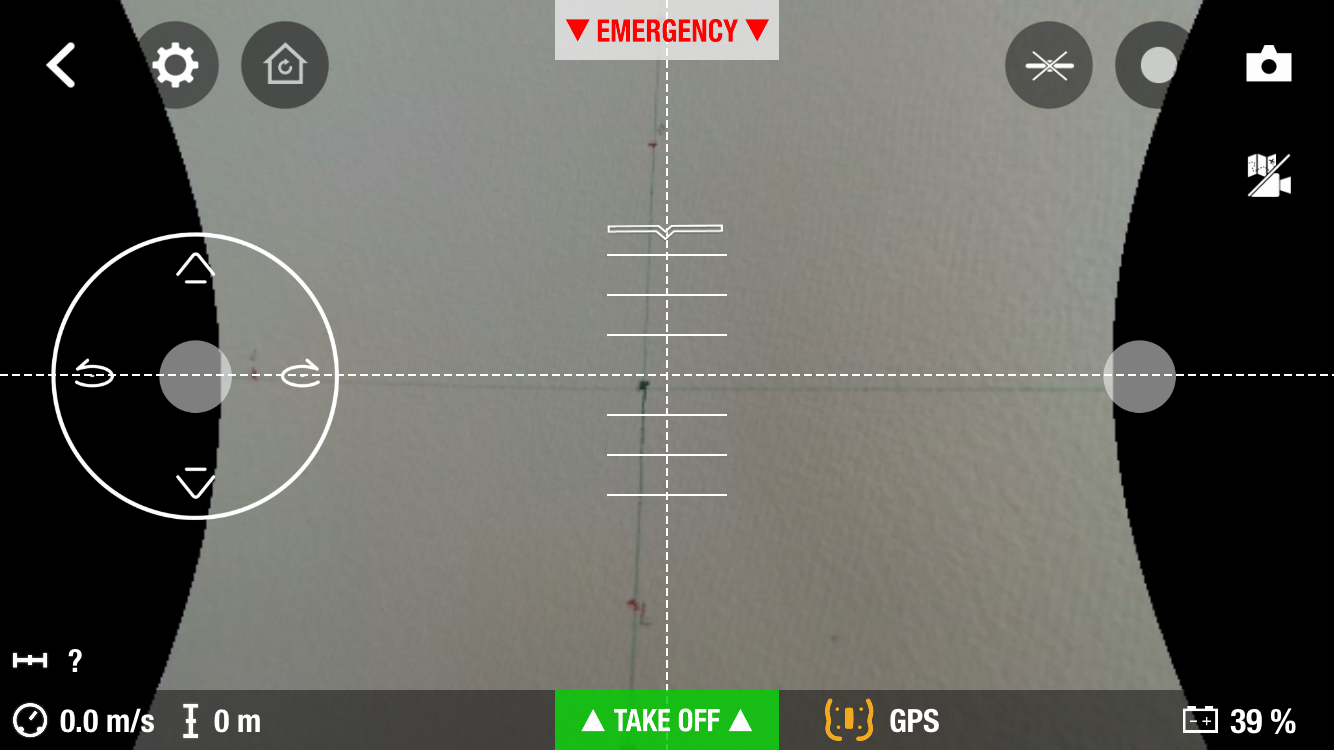 ▼ EMERGENCY ▼
?
0.0 m/s 0 m ▲ TAKE OFF ▲ GPS 39 %